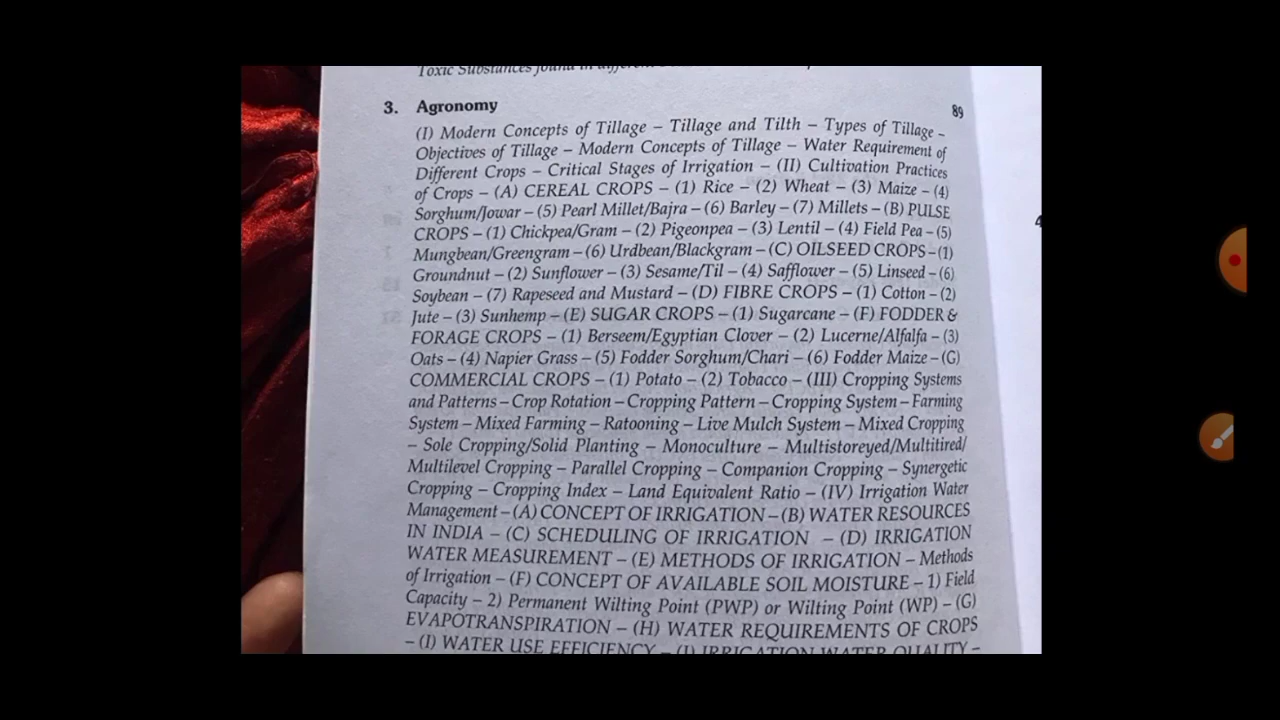 Toxic Substances found in different
3. Agronomy 89
(I) Modern Concepts of Tillage – Tillage and Tilth – Types of Tillage –
Objectives of Tillage – Modern Concepts of Tillage – Water Requirement of
Different Crops – Critical Stages of Irrigation – (II) Cultivation Practices
of Crops – (A) CEREAL CROPS – (1) Rice – (2) Wheat – (3) Maize – (4)
Sorghum/Jowar – (5) Pearl Millet/Bajra – (6) Barley – (7) Millets – (B) PULSE
CROPS – (1) Chickpea/Gram – (2) Pigeonpea – (3) Lentil – (4) Field Pea – (5)
Mungbean/Greengram – (6) Urdbean/Blackgram – (C) OILSEED CROPS – (1)
Groundnut – (2) Sunflower – (3) Sesame/Til – (4) Safflower – (5) Linseed – (6)
Soybean – (7) Rapeseed and Mustard – (D) FIBRE CROPS – (1) Cotton – (2)
Jute – (3) Sunhemp – (E) SUGAR CROPS – (1) Sugarcane – (F) FODDER &
FORAGE CROPS – (1) Berseem/Egyptian Clover – (2) Lucerne/Alfalfa – (3)
Oats – (4) Napier Grass – (5) Fodder Sorghum/Chari – (6) Fodder Maize – (G)
COMMERCIAL CROPS – (1) Potato – (2) Tobacco – (III) Cropping Systems
and Patterns – Crop Rotation – Cropping Pattern – Cropping System – Farming
System – Mixed Farming – Ratooning – Live Mulch System – Mixed Cropping
– Sole Cropping/Solid Planting – Monoculture – Multistoreyed/Multitired/
Multilevel Cropping – Parallel Cropping – Companion Cropping – Synergetic
Cropping – Cropping Index – Land Equivalent Ratio – (IV) Irrigation Water
Management – (A) CONCEPT OF IRRIGATION – (B) WATER RESOURCES
IN INDIA – (C) SCHEDULING OF IRRIGATION – (D) IRRIGATION
WATER MEASUREMENT – (E) METHODS OF IRRIGATION – Methods
of Irrigation – (F) CONCEPT OF AVAILABLE SOIL MOISTURE – 1) Field
Capacity – 2) Permanent Wilting Point (PWP) or Wilting Point (WP) – (G)
EVAPOTRANSPIRATION – (H) WATER REQUIREMENTS OF CROPS
– (I) WATER USE EFFICIENCY – (J) IRRIGATION WATER QUALITY –